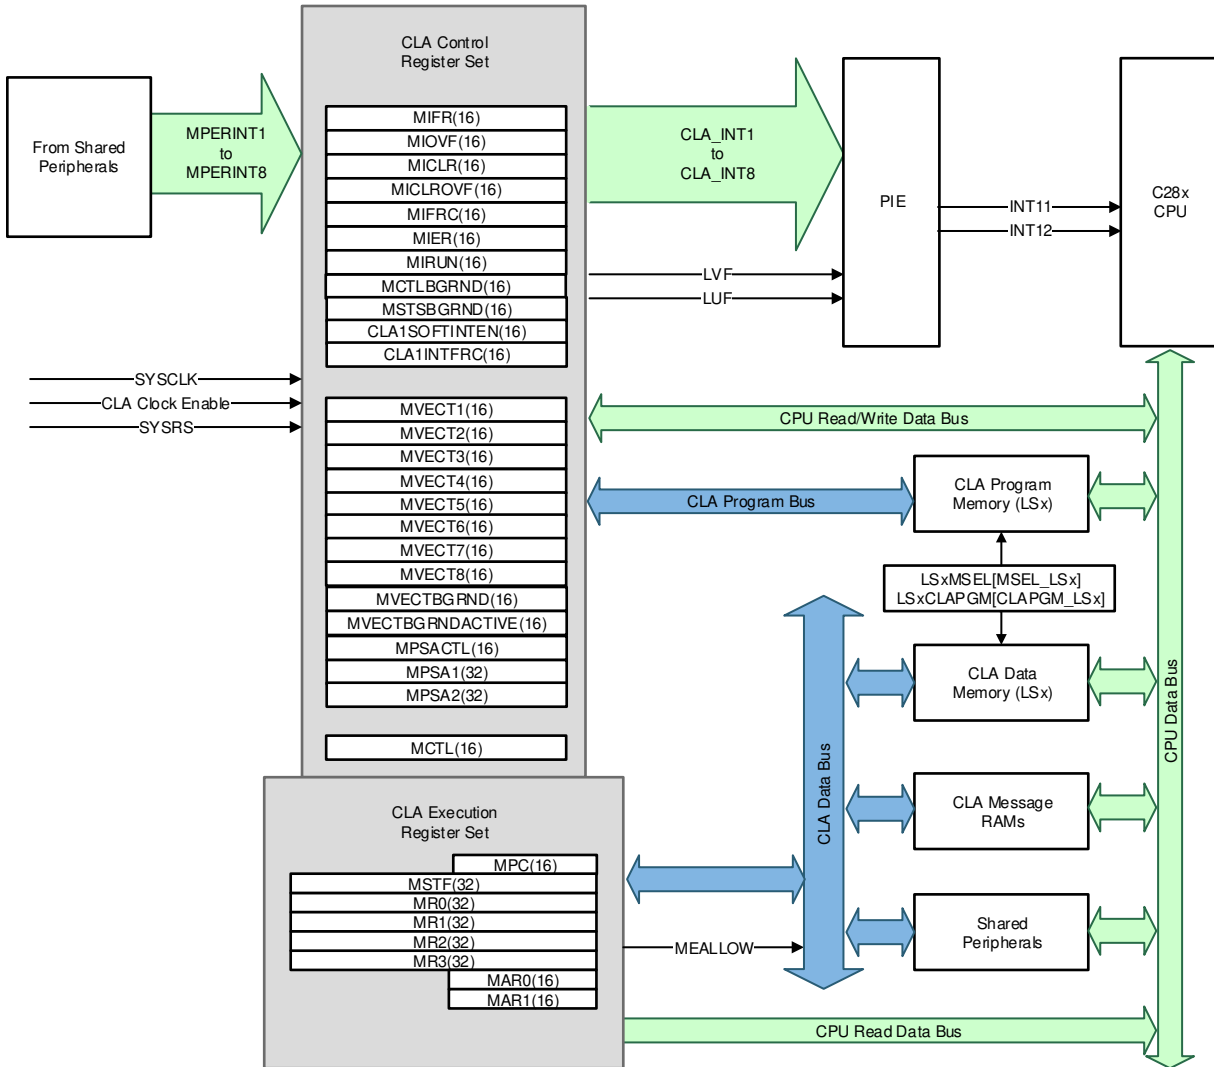 CLA Control
Register Set
From Shared
Peripherals
MPERINT1
to
MPERINT8
MIFR(16)
MIOVF(16)
MICLR(16)
MICLROVF(16)
MIFRC(16)
MIER(16)
MIRUN(16)
MCTLBGRND(16)
MSTSBGRND(16)
CLA1SOFTINTEN(16)
CLA1INTFRC(16)
CLA_INT1
to
CLA_INT8
LVF
LUF
PIE
INT11
INT12
C28x
CPU
SYSCLK
CLA Clock Enable
SYSRS
MVECT1(16)
MVECT2(16)
MVECT3(16)
MVECT4(16)
MVECT5(16)
MVECT6(16)
MVECT7(16)
MVECT8(16)
MVECTBGRND(16)
MVECTBGRNDACTIVE(16)
MPSACTL(16)
MPSA1(32)
MPSA2(32)
MCTL(16)
CPU Read/Write Data Bus
CLA Program Bus
CLA Program
Memory (LSx)
LSxMSEL[MSEL_LSx]
LSxCLAPGM[CLAPGM_LSx]
CLA Data
Memory (LSx)
CLA Data Bus
CPU Data Bus
CLA Message
RAMs
Shared
Peripherals
CLA Execution
Register Set
MPC(16)
MSTF(32)
MR0(32)
MR1(32)
MR2(32)
MR3(32)
MAR0(16)
MAR1(16)
MEALLOW
CPU Read Data Bus